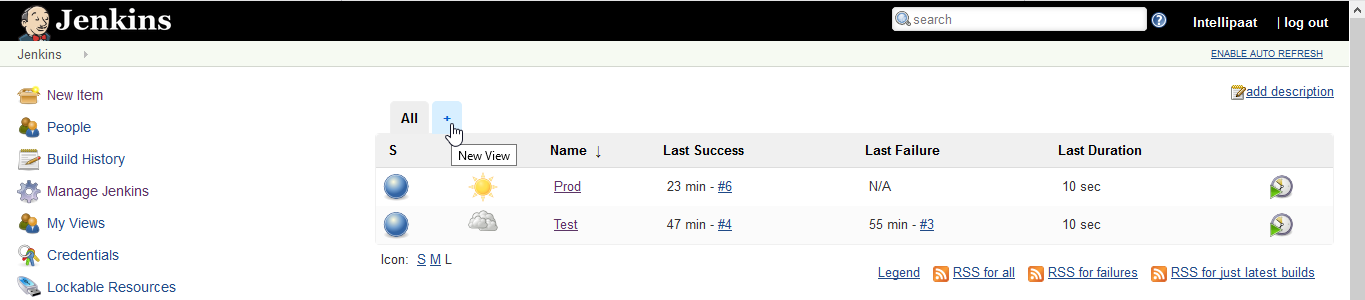 Jenkins
search
Intellipaat
| log out
Jenkins
ENABLE AUTO REFRESH
New Item
People
Build History
Manage Jenkins
My Views
Credentials
Lockable Resources
add description
All
+
New View
S Name ↓ Last Success Last Failure Last Duration
Prod 23 min - #6 N/A 10 sec
Test 47 min - #4 55 min - #3 10 sec
Icon: S M L
Legend RSS for all RSS for failures RSS for just latest builds